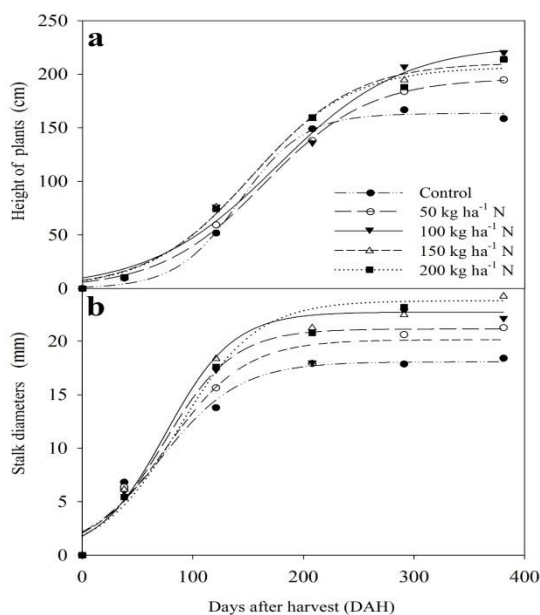 a
Height of plants (cm)
250
200
150
100
50
0
Control
50 kg ha⁻¹ N
100 kg ha⁻¹ N
150 kg ha⁻¹ N
200 kg ha⁻¹ N
b
Stalk diameters (mm)
20
15
10
5
0
0 100 200 300 400
Days after harvest (DAH)